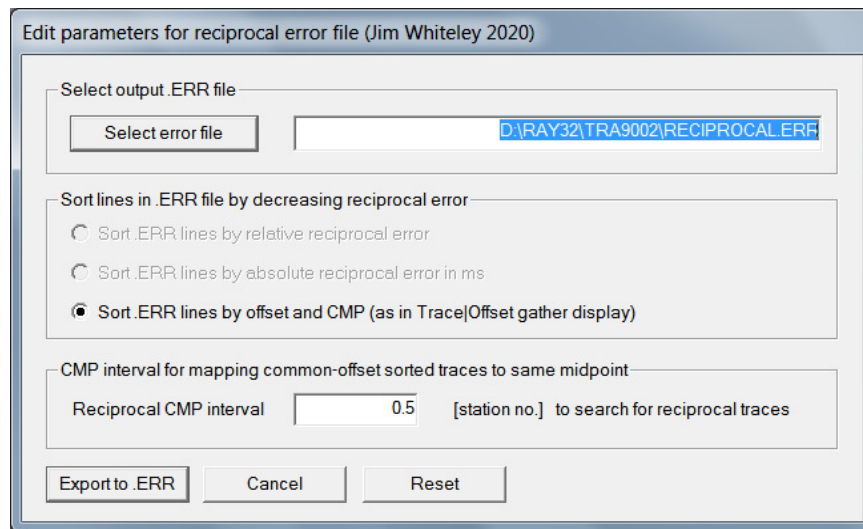 Edit parameters for reciprocal error file (Jim Whiteley 2020)
Select output .ERR file
Select error file
D:\RAY32\TRA9002\RECIPROCAL.ERR
Sort lines in .ERR file by decreasing reciprocal error
Sort .ERR lines by relative reciprocal error
Sort .ERR lines by absolute reciprocal error in ms
Sort .ERR lines by offset and CMP (as in Trace|Offset gather display)
CMP interval for mapping common-offset sorted traces to same midpoint
Reciprocal CMP interval 0.5 [station no.] to search for reciprocal traces
Export to .ERR Cancel Reset